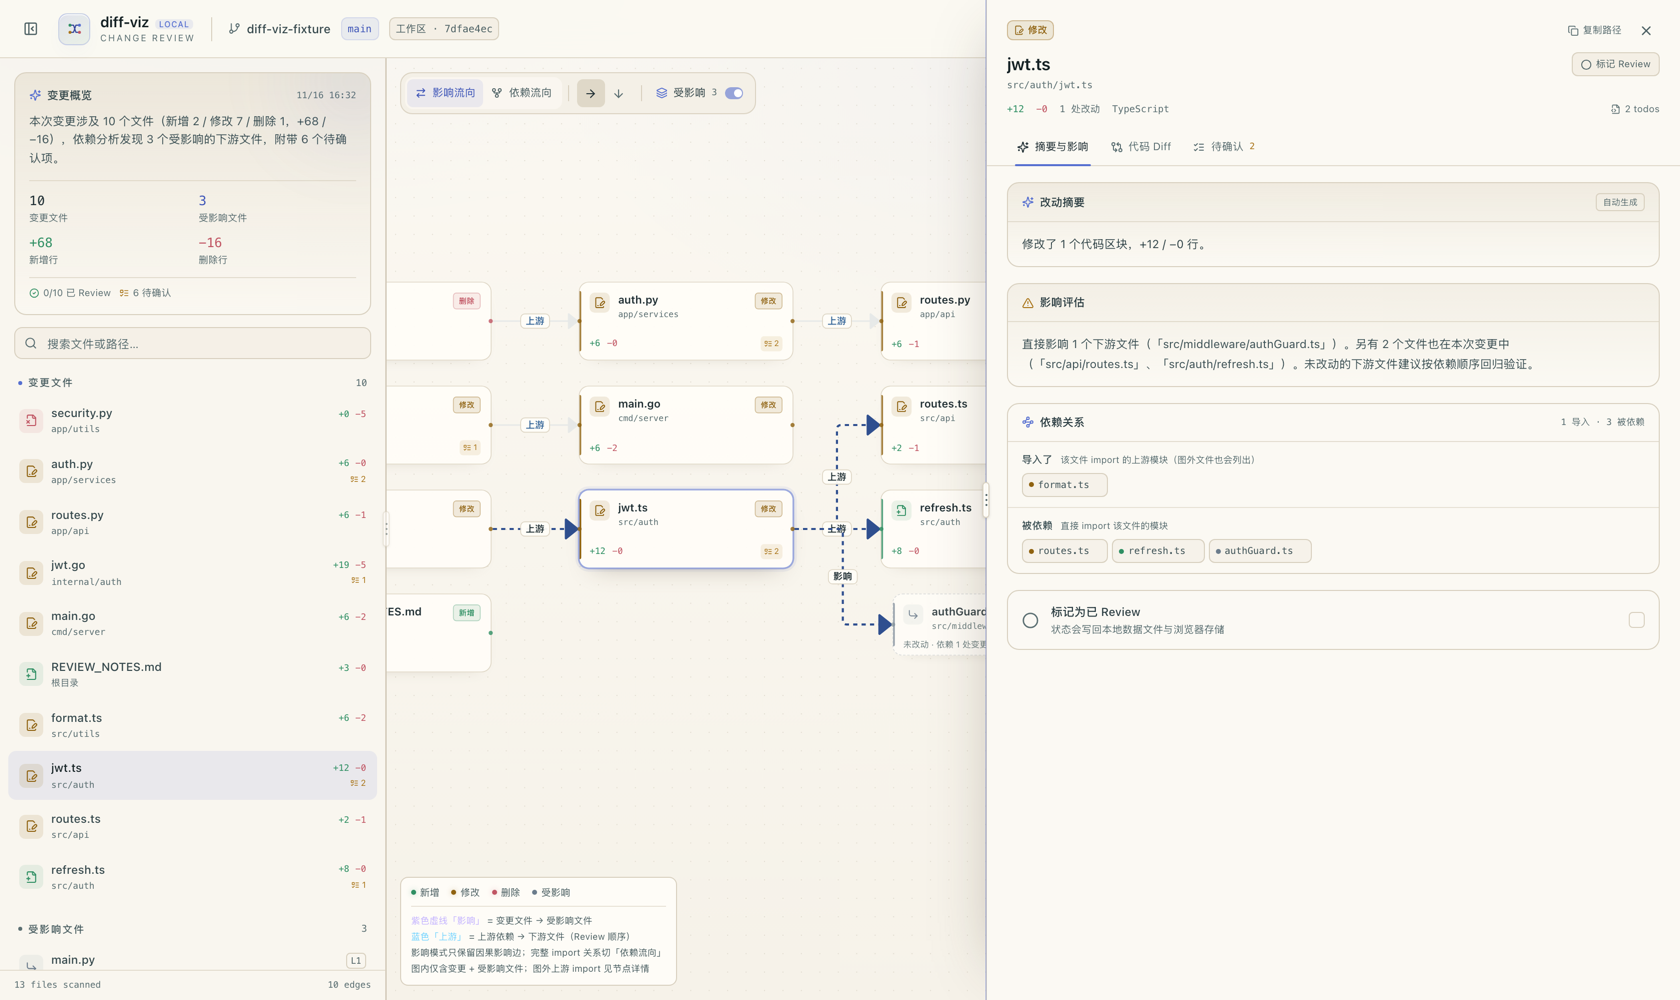 diff-viz LOCAL
CHANGE REVIEW
diff-viz-fixture
main
工作区 · 7dfae4ec
变更概览
11/16 16:32
本次变更涉及 10 个文件（新增 2 / 修改 7 / 删除 1，+68 /
−16），依赖分析发现 3 个受影响的下游文件，附带 6 个待确
认项。
10
变更文件
3
受影响文件
+68
新增行
−16
删除行
0/10 已 Review
6 待确认
搜索文件或路径...
变更文件
10
security.py
app/utils
+0 −5
auth.py
app/services
+6 −0
2
routes.py
app/api
+6 −1
jwt.go
internal/auth
+19 −5
1
main.go
cmd/server
+6 −2
REVIEW_NOTES.md
根目录
+3 −0
format.ts
src/utils
+6 −2
jwt.ts
src/auth
+12 −0
2
routes.ts
src/api
+2 −1
refresh.ts
src/auth
+8 −0
1
受影响文件
3
main.py
L1
13 files scanned
10 edges
影响流向
依赖流向
受影响 3
删除
上游
auth.py
app/services
修改
+6 −0
2
上游
routes.py
app/api
+6 −1
修改
1
上游
main.go
cmd/server
修改
+6 −2
routes.ts
src/api
+2 −1
上游
修改
上游
jwt.ts
src/auth
修改
+12 −0
2
上游
refresh.ts
src/auth
+8 −0
影响
ES.md
新增
authGuard
src/middlew
未改动 · 依赖 1 处变更
新增
修改
删除
受影响
紫色虚线「影响」 = 变更文件 → 受影响文件
蓝色「上游」 = 上游依赖 → 下游文件（Review 顺序）
影响模式只保留因果影响边；完整 import 关系切「依赖流向」
图内仅含变更 + 受影响文件；图外上游 import 见节点详情
修改
复制路径
jwt.ts
标记 Review
src/auth/jwt.ts
+12 −0 1 处改动 TypeScript
2 todos
摘要与影响
代码 Diff
待确认 2
改动摘要
自动生成
修改了 1 个代码区块，+12 / −0 行。
影响评估
直接影响 1 个下游文件（「src/middleware/authGuard.ts」）。另有 2 个文件也在本次变更中
（「src/api/routes.ts」、「src/auth/refresh.ts」）。未改动的下游文件建议按依赖顺序回归验证。
依赖关系
1 导入 · 3 被依赖
导入了 该文件 import 的上游模块（图外文件也会列出）
format.ts
被依赖 直接 import 该文件的模块
routes.ts
refresh.ts
authGuard.ts
标记为已 Review
状态会写回本地数据文件与浏览器存储